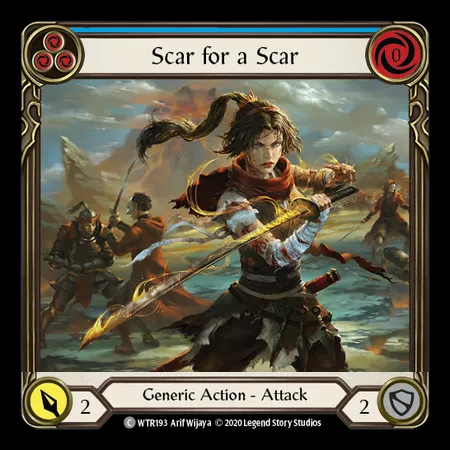 Scar for a Scar
0
Generic Action - Attack
2
2
C WTR193 Arif Wijaya © 2020 Legend Story Studios